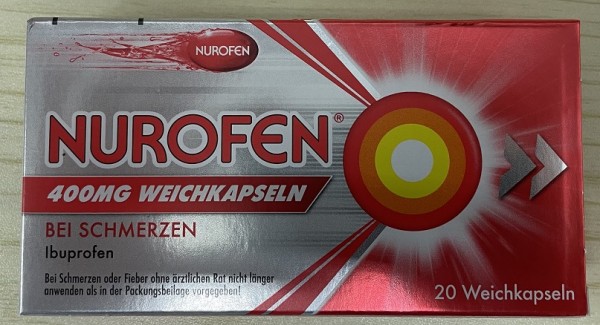 NUROFEN
NUROFEN®
400MG WEICHKAPSELN
BEI SCHMERZEN
Ibuprofen
Bei Schmerzen oder Fieber ohne ärztlichen Rat nicht länger
anwenden als in der Packungsbeilage vorgegeben!
20 Weichkapseln